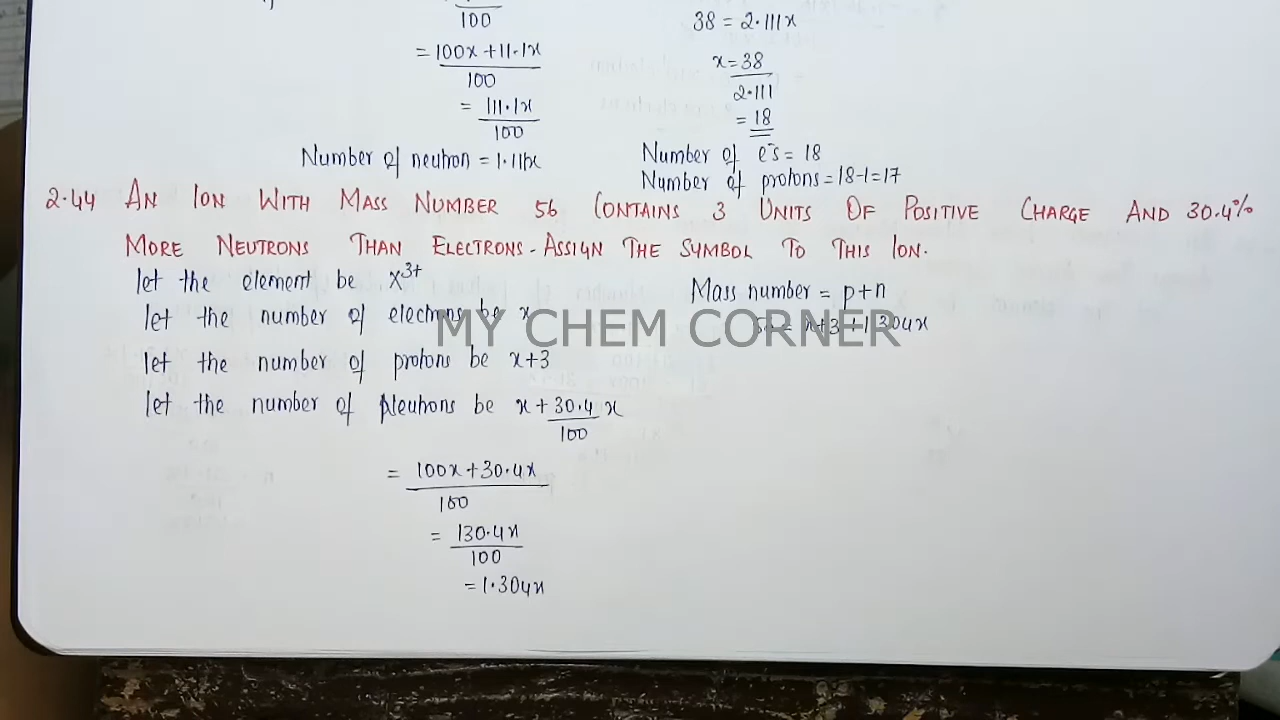 100
= 100x + 11.1x
100
= 111.1x
100
Number of neutron = 1.111x
38 = 2.111x
x = 38
2.111
= 18
Number of e⁻s = 18
Number of protons = 18-1 = 17
2.44 AN ION WITH MASS NUMBER 56 CONTAINS 3 UNITS OF POSITIVE CHARGE AND 30.4%
MORE NEUTRONS THAN ELECTRONS. ASSIGN THE SYMBOL TO THIS ION.
let the element be X³⁺
let the number of electrons be x
let the number of protons be x+3
let the number of Neutrons be x + 30.4 x
100
= 100x + 30.4x
100
= 130.4x
100
= 1.304x
Mass number = p+n
56 = x+3+1.304x
MY CHEM CORNER